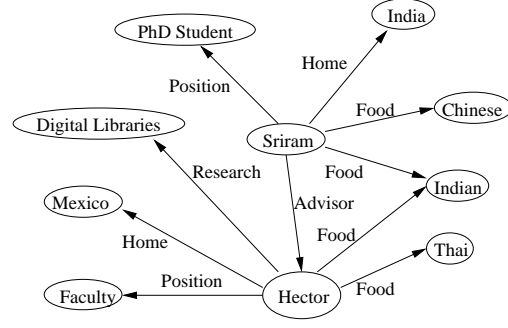 India
PhD Student
Home
Position
Food
Chinese
Digital Libraries
Sriram
Research
Food
Indian
Mexico
Advisor
Food
Home
Thai
Position
Faculty
Hector
Food